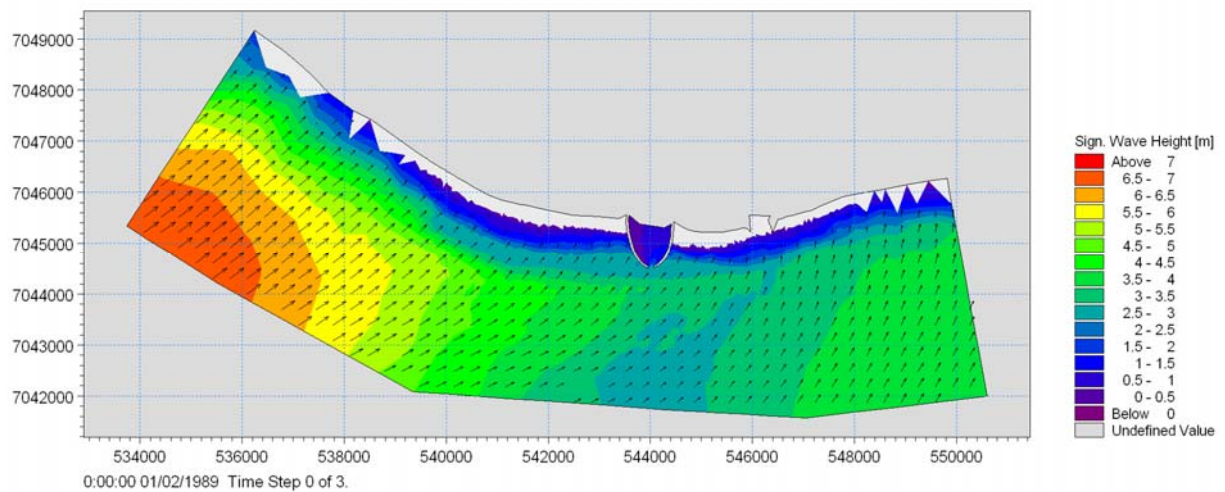 7049000
7048000
7047000
7046000
7045000
7044000
7043000
7042000
534000 536000 538000 540000 542000 544000 546000 548000 550000
0:00:00 01/02/1989 Time Step 0 of 3.
Sign. Wave Height [m]
Above 7
6.5 - 7
6 - 6.5
5.5 - 6
5 - 5.5
4.5 - 5
4 - 4.5
3.5 - 4
3 - 3.5
2.5 - 3
2 - 2.5
1.5 - 2
1 - 1.5
0.5 - 1
0 - 0.5
Below 0
Undefined Value